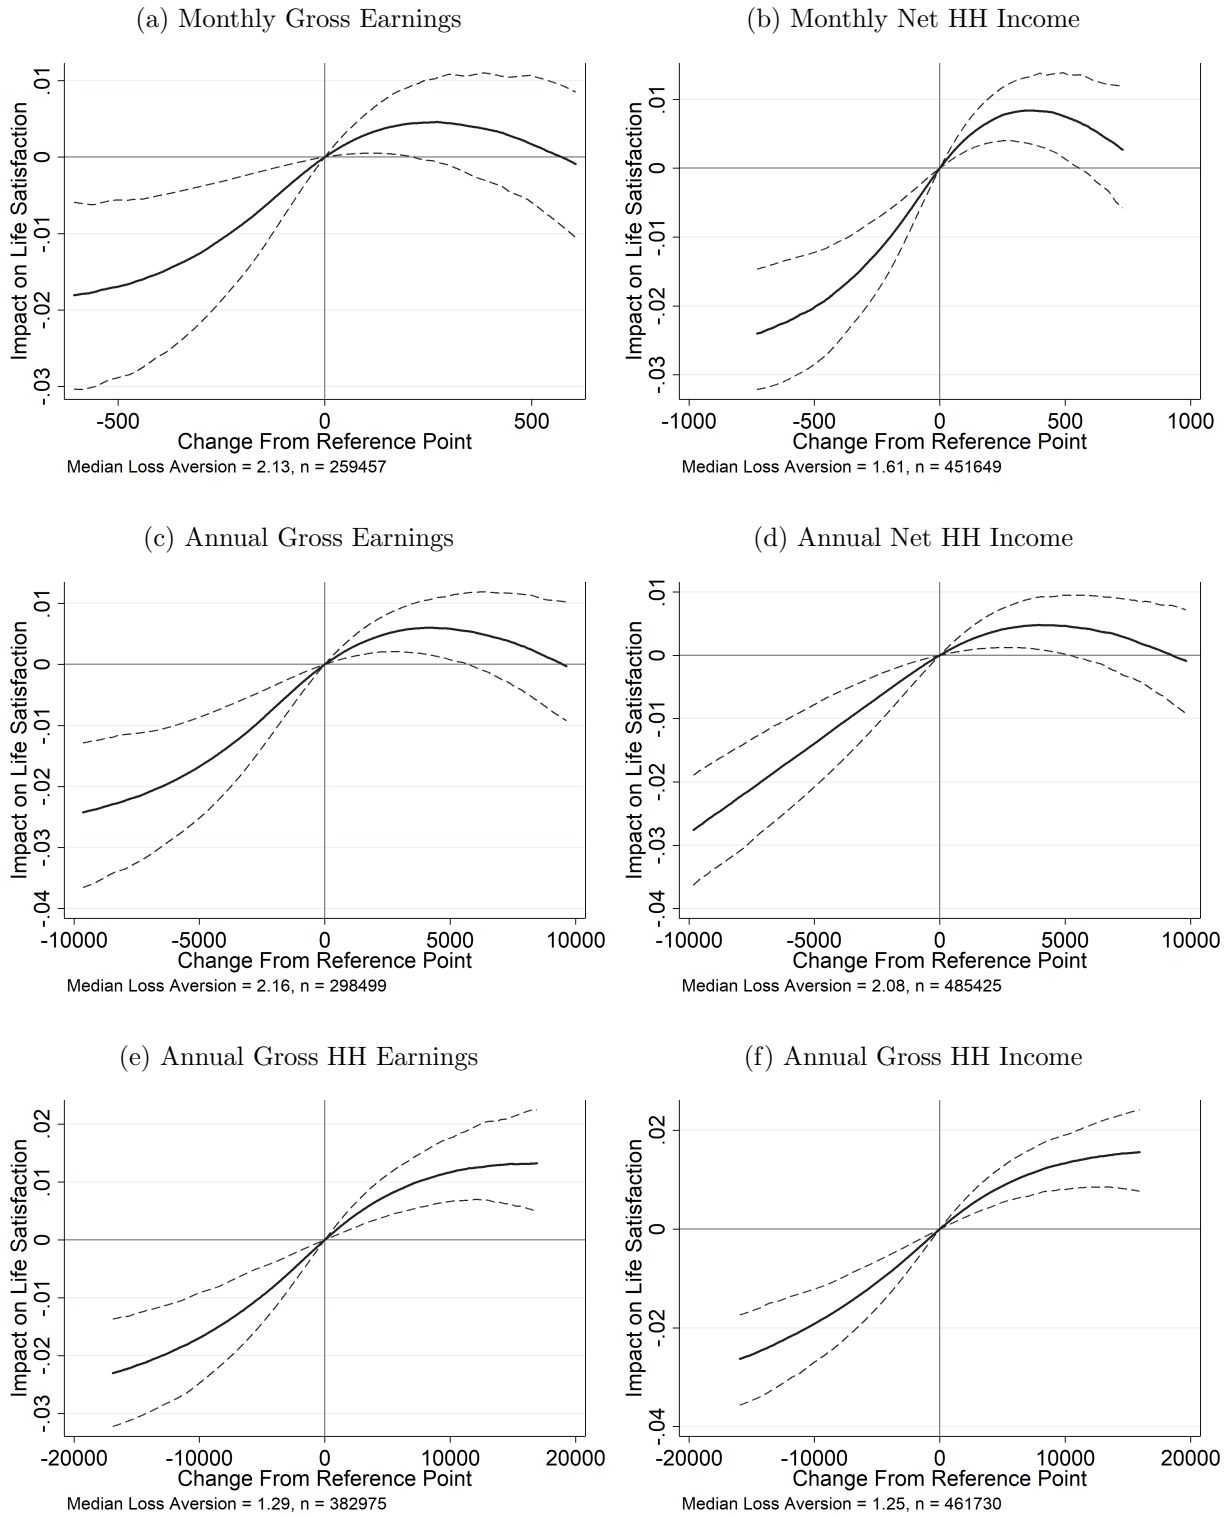 (a) Monthly Gross Earnings
Impact on Life Satisfaction
.01
0
-.01
-.02
-.03
-500
0
500
Change From Reference Point
Median Loss Aversion = 2.13, n = 259457
(b) Monthly Net HH Income
Impact on Life Satisfaction
.01
0
-.01
-.02
-.03
-1000
-500
0
500
1000
Change From Reference Point
Median Loss Aversion = 1.61, n = 451649
(c) Annual Gross Earnings
Impact on Life Satisfaction
.01
0
-.01
-.02
-.03
-.04
-10000
-5000
0
5000
10000
Change From Reference Point
Median Loss Aversion = 2.16, n = 298499
(d) Annual Net HH Income
Impact on Life Satisfaction
.01
0
-.01
-.02
-.03
-.04
-10000
-5000
0
5000
10000
Change From Reference Point
Median Loss Aversion = 2.08, n = 485425
(e) Annual Gross HH Earnings
Impact on Life Satisfaction
.02
.01
0
-.01
-.02
-.03
-20000
-10000
0
10000
20000
Change From Reference Point
Median Loss Aversion = 1.29, n = 382975
(f) Annual Gross HH Income
Impact on Life Satisfaction
.02
0
-.02
-.04
-20000
-10000
0
10000
20000
Change From Reference Point
Median Loss Aversion = 1.25, n = 461730